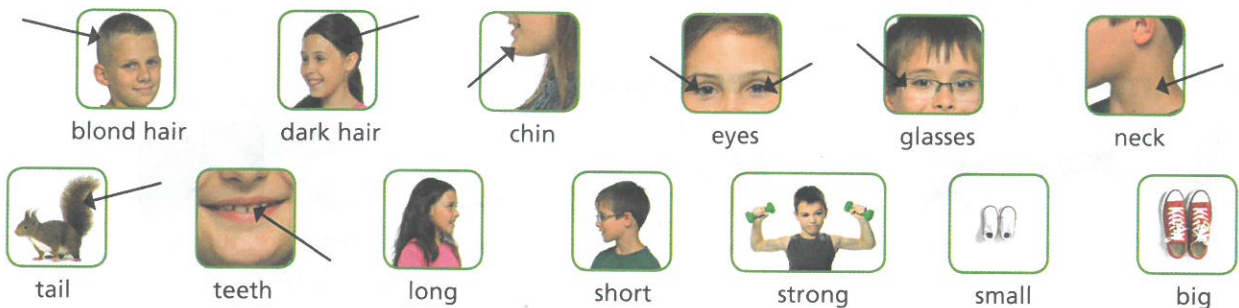 blond hair dark hair chin eyes glasses neck
tail teeth long short strong small big